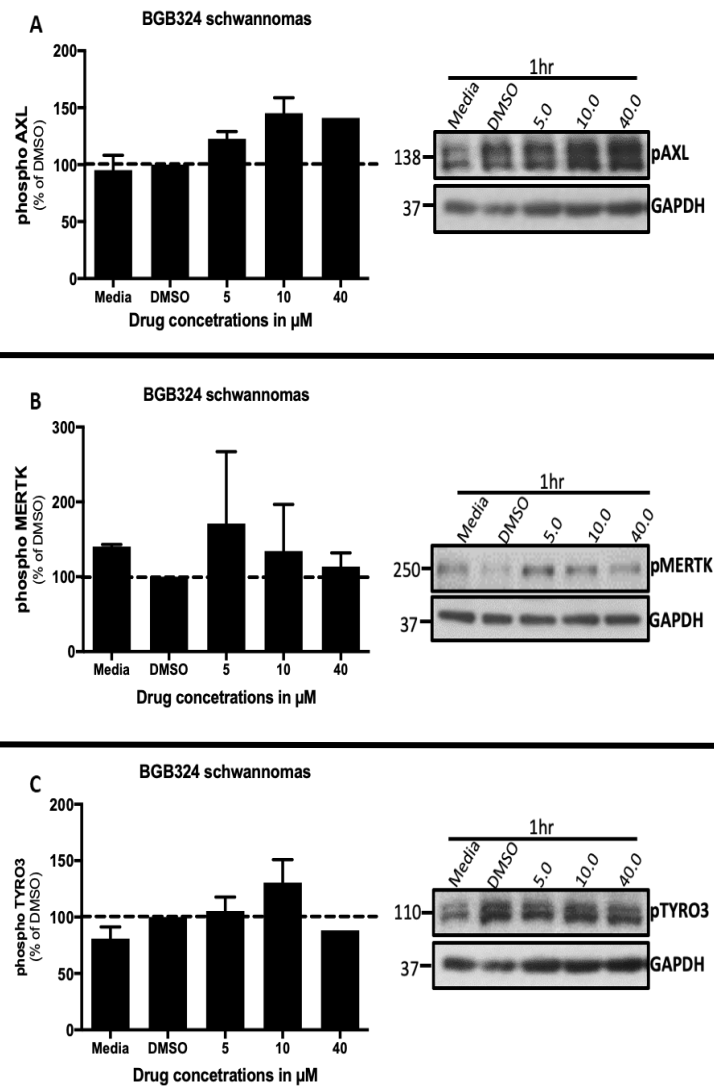 A
BGB324 schwannomas
phospho AXL
(% of DMSO)
200
150
100
50
0
Media DMSO 5 10 40
Drug concetrations in µM
1hr
Media DMSO 5.0 10.0 40.0
138 pAXL
37 GAPDH
B
BGB324 schwannomas
phospho MERTK
(% of DMSO)
300
200
100
0
Media DMSO 5 10 40
Drug concetrations in µM
1hr
Media DMSO 5.0 10.0 40.0
250 pMERTK
37 GAPDH
C
BGB324 schwannomas
phospho TYRO3
(% of DMSO)
200
150
100
50
0
Media DMSO 5 10 40
Drug concetrations in µM
1hr
Media DMSO 5.0 10.0 40.0
110 pTYRO3
37 GAPDH